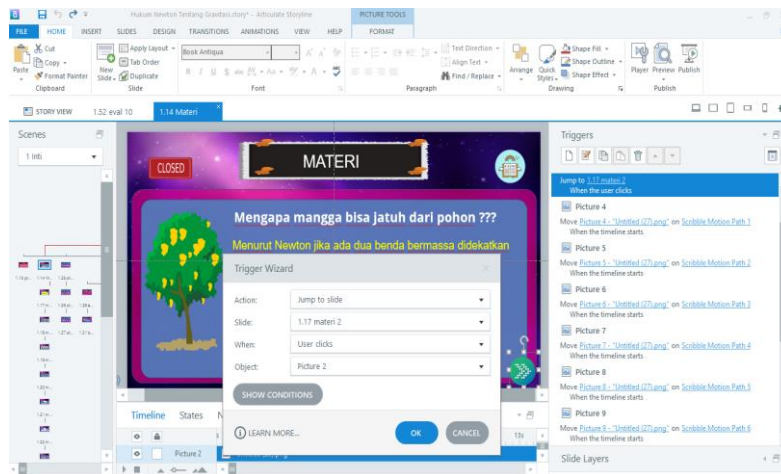 Hukum Newton Tentang Gravitasi.story* - Articulate Storyline
PICTURE TOOLS
FILE HOME INSERT SLIDES DESIGN TRANSITIONS ANIMATIONS VIEW HELP FORMAT
Cut
Copy
Format Painter
Paste
Clipboard
New Slide
Apply Layout
Tab Order
Duplicate
Slide
Book Antiqua
B I U S abc
Font
Text Direction
Align Text
Find / Replace
Paragraph
Arrange
Quick Styles
Shape Fill
Shape Outline
Shape Effect
Drawing
Player Preview Publish
Publish
STORY VIEW 1.52 eval 10 1.14 Materi
Scenes
1 Inti
CLOSED
MATERI
Mengapa mangga bisa jatuh dari pohon ???
Menurut Newton jika ada dua benda bermassa didekatkan
Trigger Wizard
Action: Jump to slide
Slide: 1.17 materi 2
When: User clicks
Object: Picture 2
SHOW CONDITIONS
LEARN MORE...
OK CANCEL
Timeline States
13s
Picture 2
Triggers
Jump to 1.17 materi 2
When the user clicks
Picture 4
Move Picture 4 - "Untitled (27).png" on Scribble Motion Path 1
When the timeline starts
Picture 5
Move Picture 5 - "Untitled (27).png" on Scribble Motion Path 2
When the timeline starts
Picture 6
Move Picture 6 - "Untitled (27).png" on Scribble Motion Path 3
When the timeline starts
Picture 7
Move Picture 7 - "Untitled (27).png" on Scribble Motion Path 4
When the timeline starts
Picture 8
Move Picture 8 - "Untitled (27).png" on Scribble Motion Path 5
When the timeline starts
Picture 9
Move Picture 9 - "Untitled (27).png" on Scribble Motion Path 6
When the timeline starts
Slide Layers